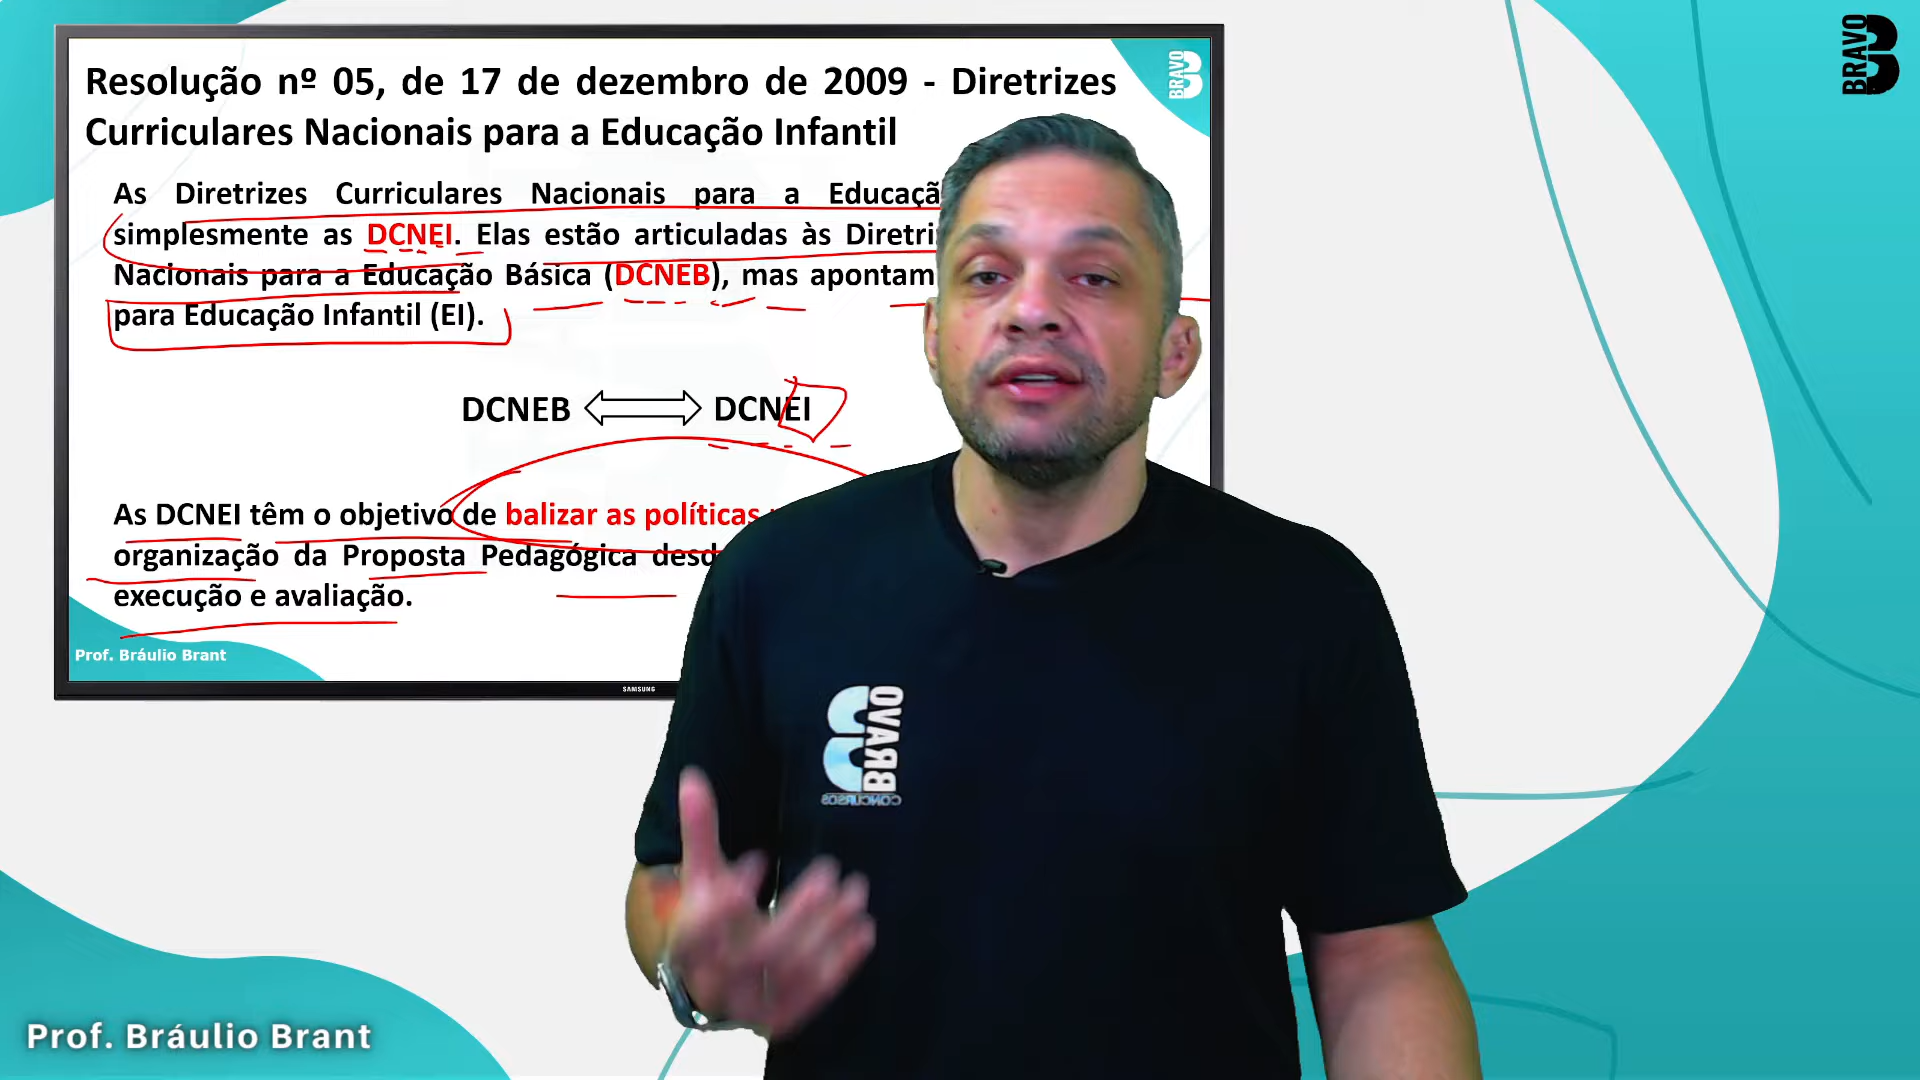 Resolução nº 05, de 17 de dezembro de 2009 - Diretrizes
Curriculares Nacionais para a Educação Infantil
As Diretrizes Curriculares Nacionais para a
simplesmente as DCNEI. Elas estão articuladas às
Nacionais para a Educação Básica (DCNEB), mas apontam
para Educação Infantil (EI).
DCNEB DCNEI
As DCNEI têm o objetivo de balizar as políticas
organização da Proposta Pedagógica
execução e avaliação.
Prof. Bráulio Brant
SAMSUNG
BRAVO
BRAVO
BRAVO
CONCURSOS
Prof. Bráulio Brant